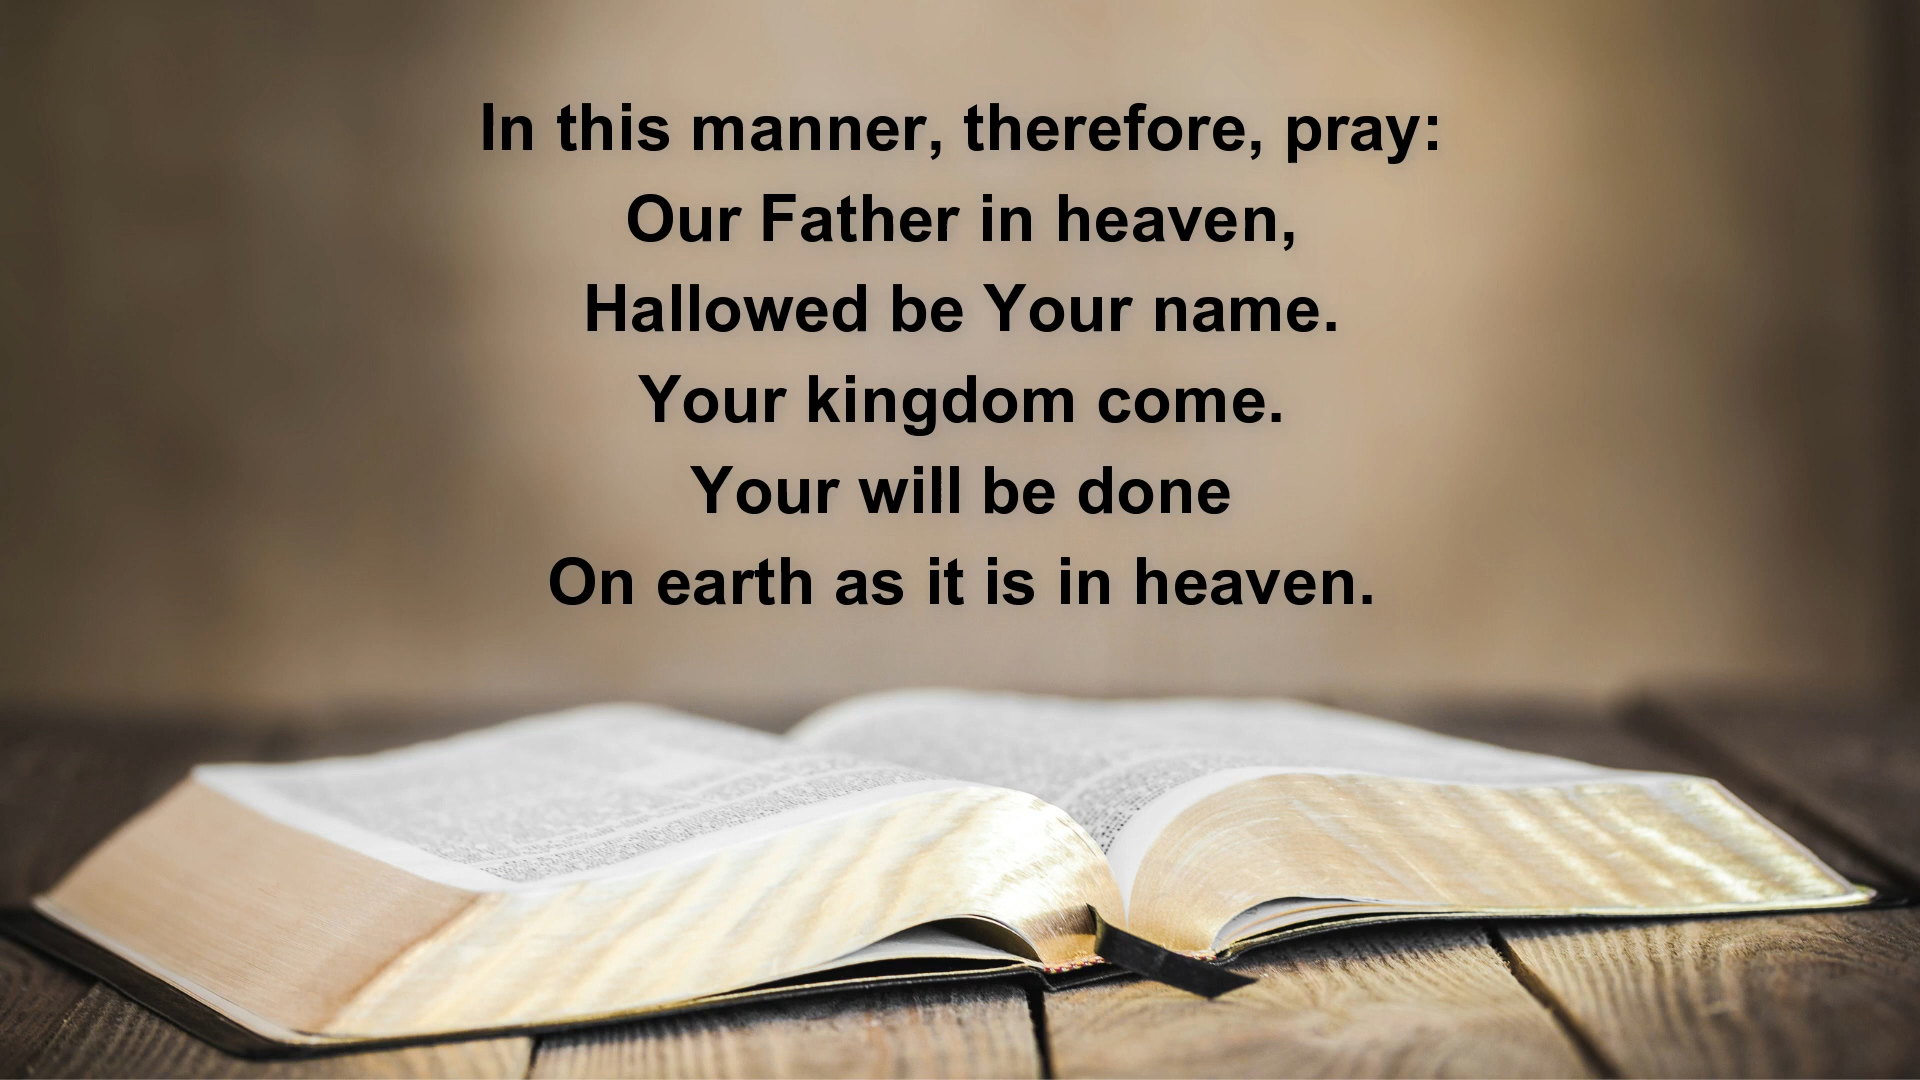 In this manner, therefore, pray:
Our Father in heaven,
Hallowed be Your name.
Your kingdom come.
Your will be done
On earth as it is in heaven.